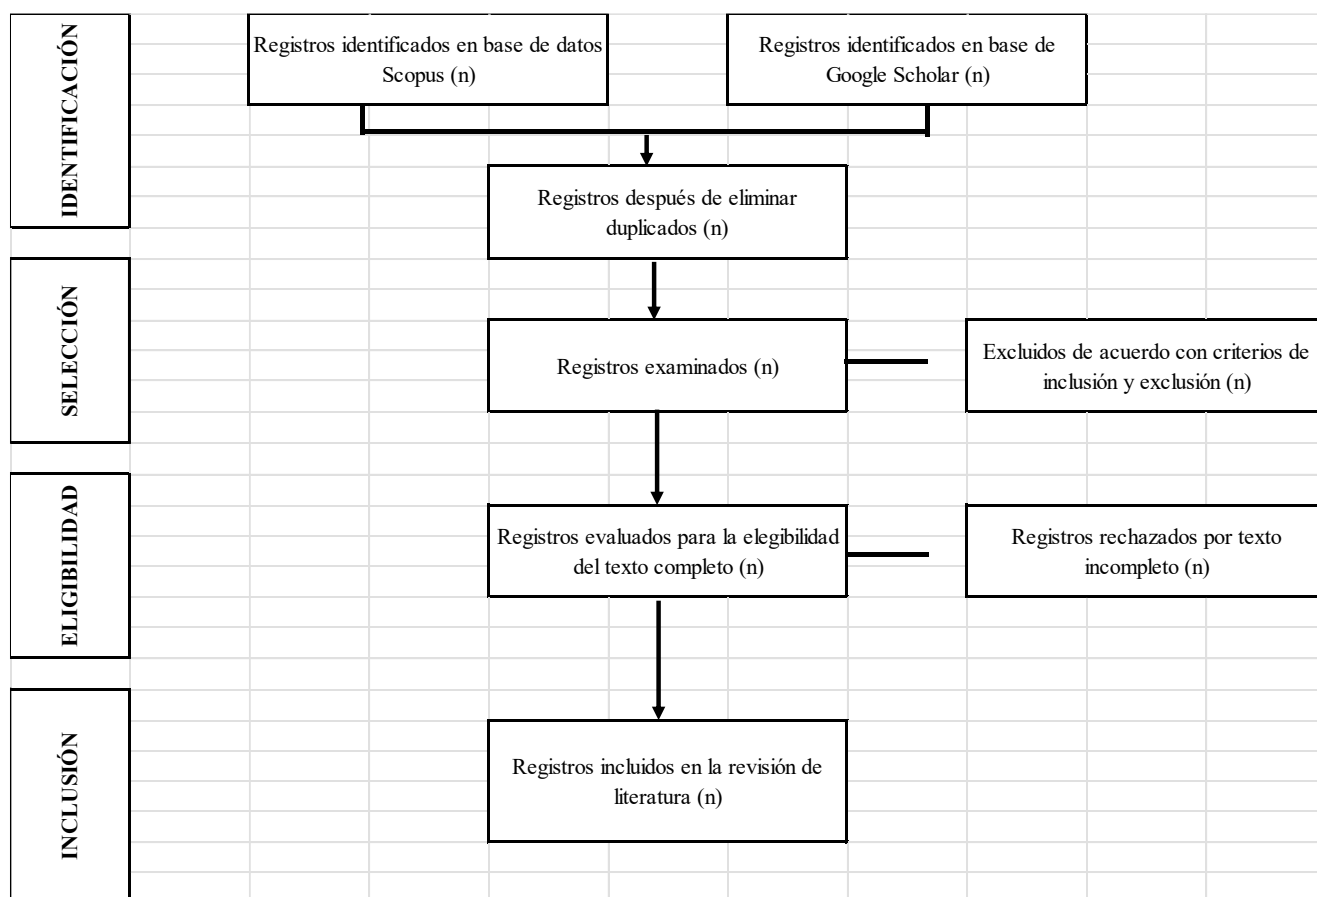 IDENTIFICACIÓN
Registros identificados en base de datos
Scopus (n)
Registros identificados en base de
Google Scholar (n)
Registros después de eliminar
duplicados (n)
SELECCIÓN
Registros examinados (n)
Excluidos de acuerdo con criterios de
inclusión y exclusión (n)
ELIGIBILIDAD
Registros evaluados para la elegibilidad
del texto completo (n)
Registros rechazados por texto
incompleto (n)
INCLUSIÓN
Registros incluidos en la revisión de
literatura (n)